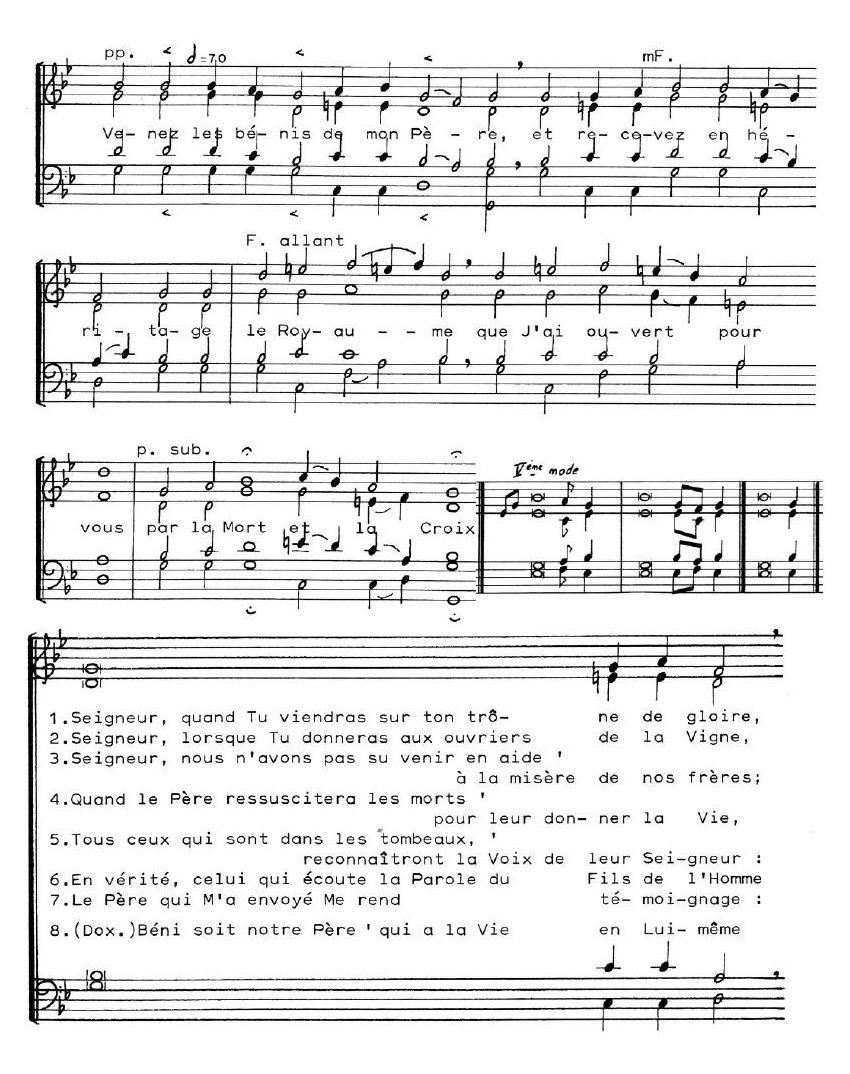 pp. =70 mF.
Ve- nez les bé- nis de mon Pè - re, et re- ce-vez en hé -
F. allant
ri - ta- ge le Roy- au - - me que J'ai ou- vert pour
p. sub. Vème mode
vous par la Mort et la Croix
1.Seigneur, quand Tu viendras sur ton trô- ne de gloire,
2.Seigneur, lorsque Tu donneras aux ouvriers de la Vigne,
3.Seigneur, nous n'avons pas su venir en aide '
à la misère de nos frères;
4.Quand le Père ressuscitera les morts '
pour leur don- ner la Vie,
5.Tous ceux qui sont dans les tombeaux, '
reconnaîtront la Voix de leur Sei-gneur :
6.En vérité, celui qui écoute la Parole du Fils de l'Homme
7.Le Père qui M'a envoyé Me rend té- moi-gnage :
8.(Dox.)Béni soit notre Père ' qui a la Vie en Lui- même